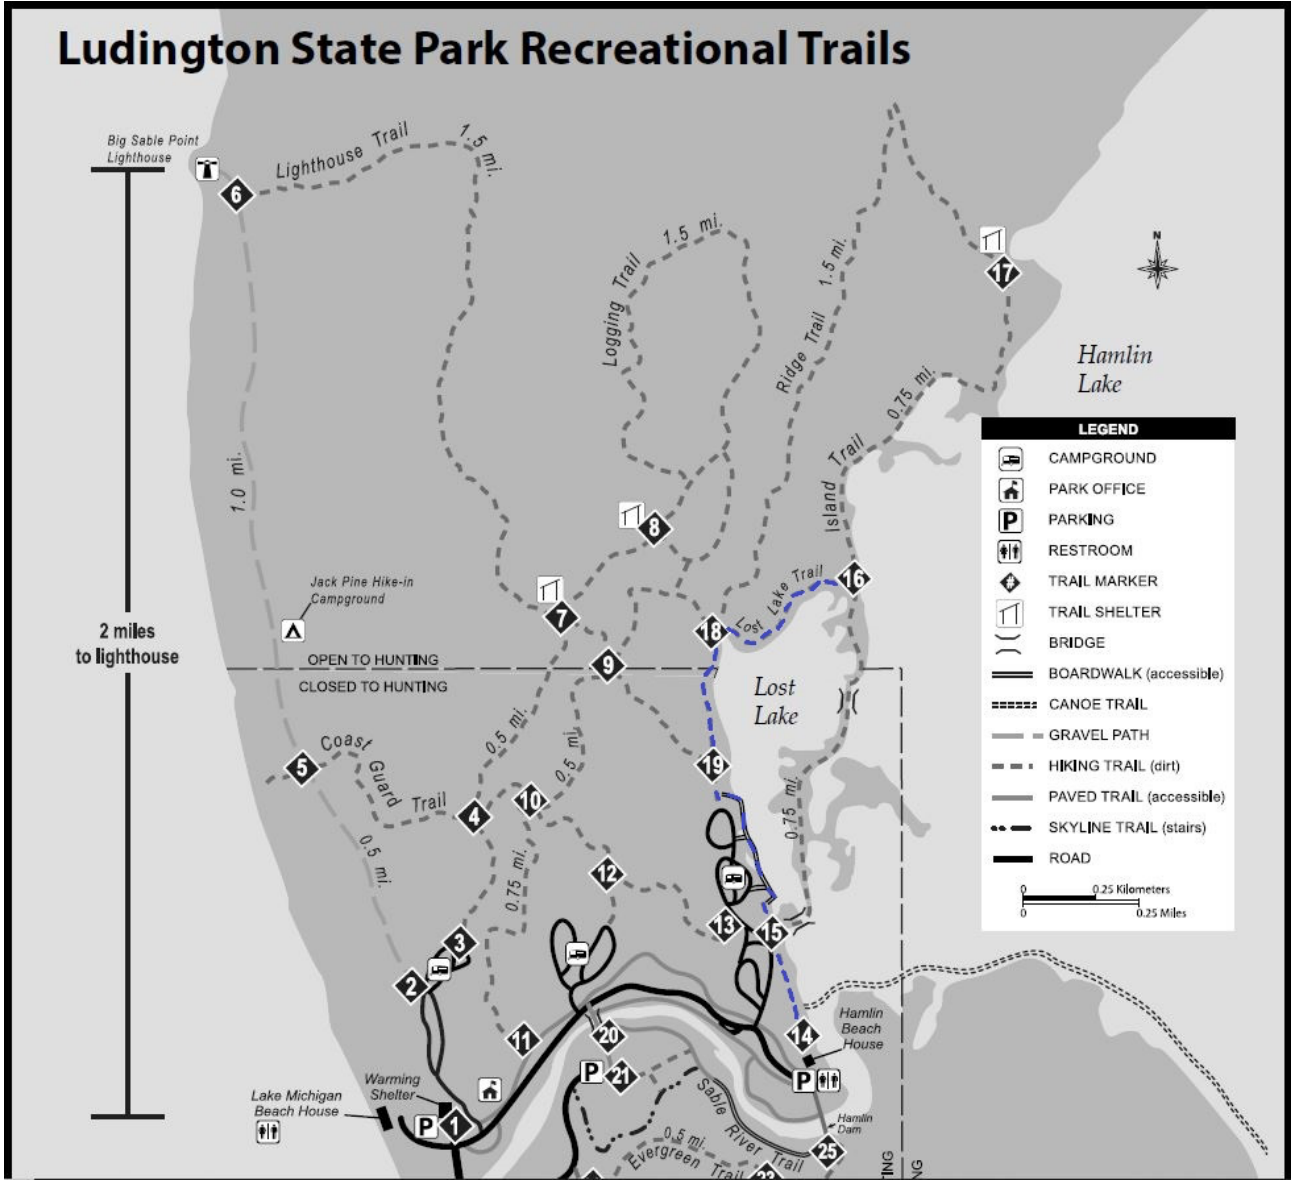 Ludington State Park Recreational Trails
Big Sable Point
Lighthouse
6
Lighthouse Trail
1.5 mi.
Logging Trail
1.5 mi.
Ridge Trail
1.5 mi.
17
N
Hamlin
Lake
Island Trail
0.75 mi.
1.0 mi.
8
7
9
18
16
Lost Lake Trail
Jack Pine Hike-in
Campground
2 miles
to lighthouse
OPEN TO HUNTING
CLOSED TO HUNTING
Lost
Lake
5
Coast Guard Trail
0.5 mi.
0.5 mi.
0.5 mi.
4
10
19
0.75 mi.
0.75 mi.
12
13
15
3
2
11
20
14
Hamlin
Beach
House
P
21
P
Warming
Shelter
Lake Michigan
Beach House
P
1
Sable River Trail
0.5 mi.
Evergreen Trail
Hamlin
Dam
25
LEGEND
CAMPGROUND
PARK OFFICE
P PARKING
RESTROOM
# TRAIL MARKER
TRAIL SHELTER
BRIDGE
BOARDWALK (accessible)
CANOE TRAIL
GRAVEL PATH
HIKING TRAIL (dirt)
PAVED TRAIL (accessible)
SKYLINE TRAIL (stairs)
ROAD
0 0.25 Kilometers
0 0.25 Miles